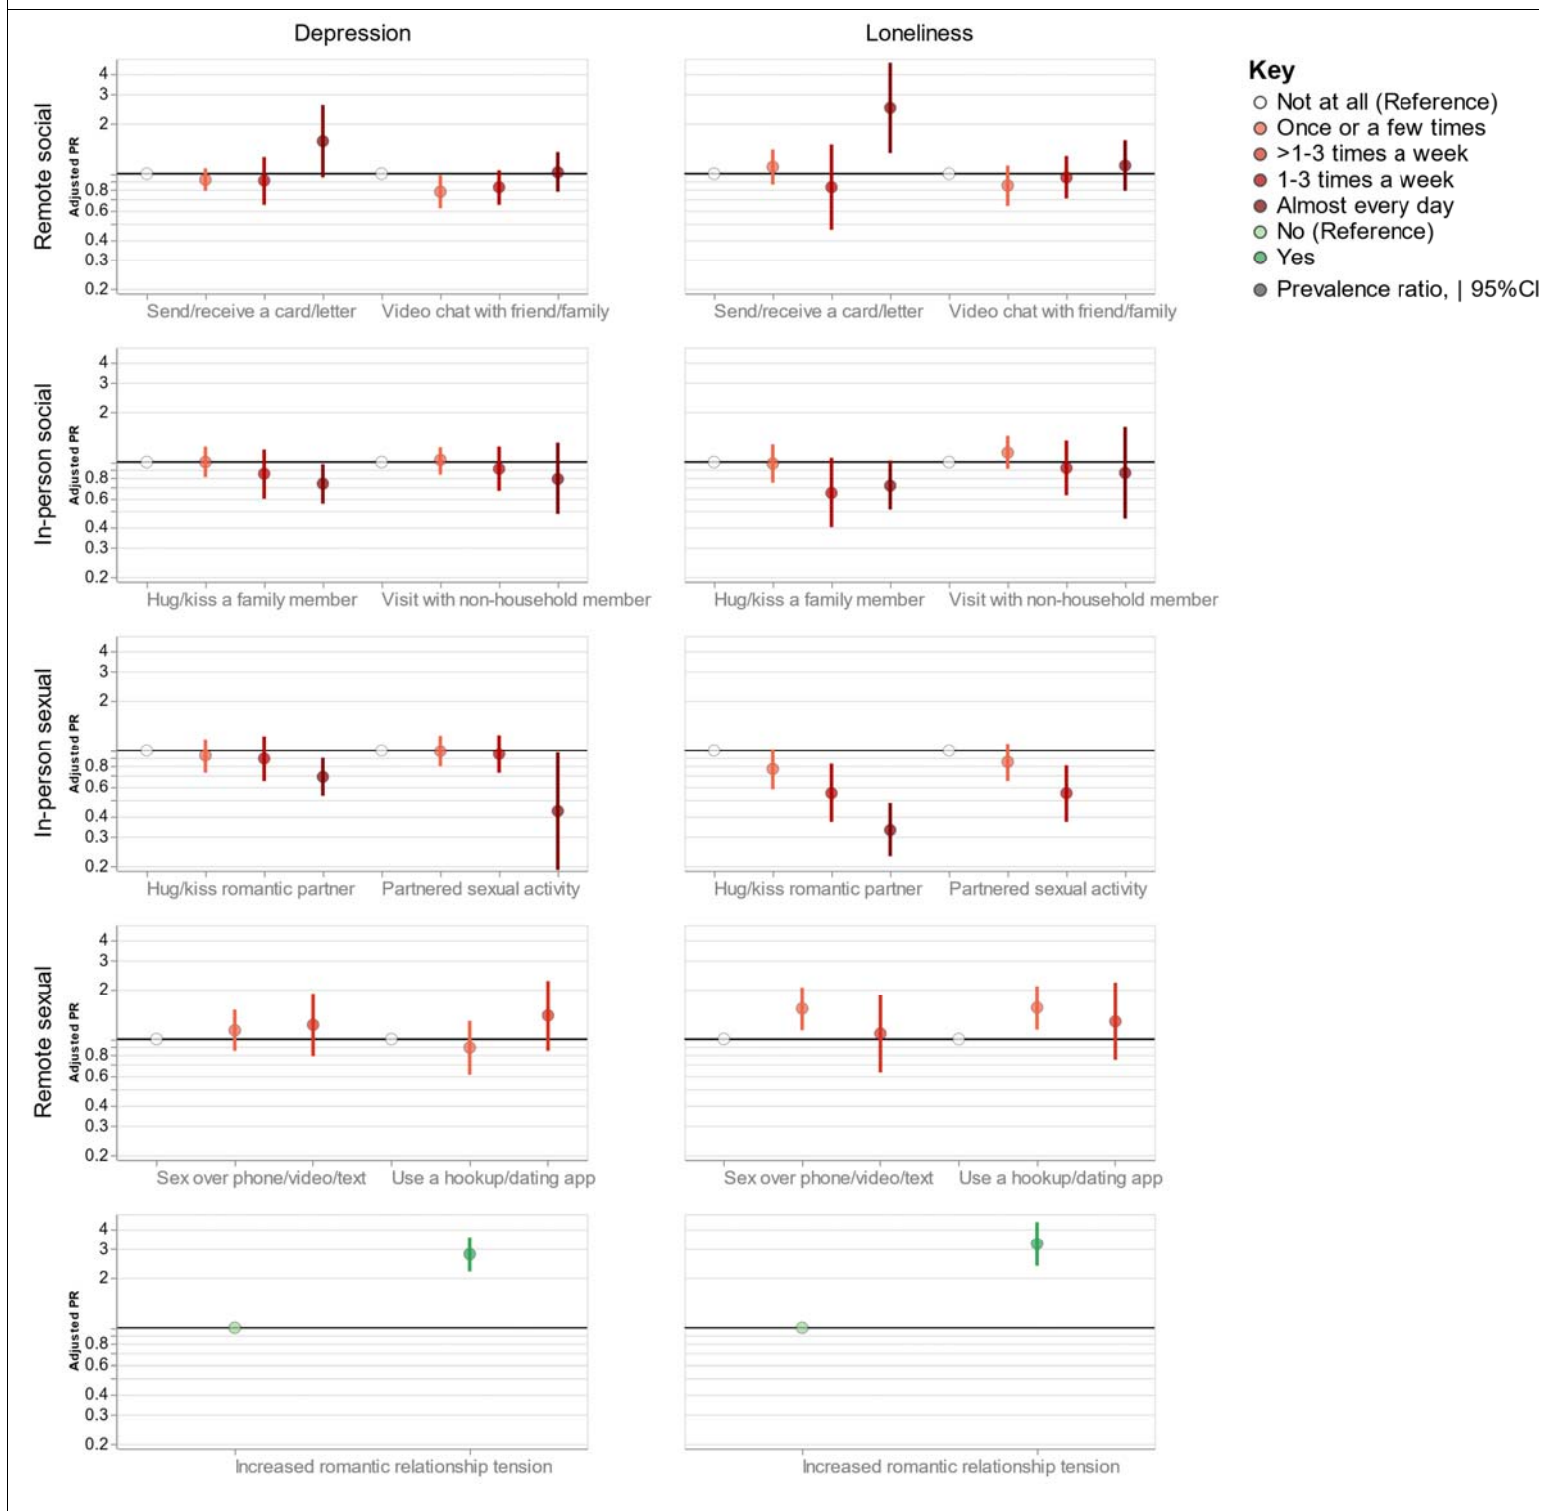 Depression
Loneliness
Key
Not at all (Reference)
Once or a few times
>1-3 times a week
1-3 times a week
Almost every day
No (Reference)
Yes
Prevalence ratio, | 95%CI
Remote social
Adjusted PR
4
3
2
0.8
0.6
0.4
0.3
0.2
Send/receive a card/letter Video chat with friend/family
Send/receive a card/letter Video chat with friend/family
In-person social
Adjusted PR
4
3
2
0.8
0.6
0.4
0.3
0.2
Hug/kiss a family member Visit with non-household member
Hug/kiss a family member Visit with non-household member
In-person sexual
Adjusted PR
4
3
2
0.8
0.6
0.4
0.3
0.2
Hug/kiss romantic partner Partnered sexual activity
Hug/kiss romantic partner Partnered sexual activity
Remote sexual
Adjusted PR
4
3
2
0.8
0.6
0.4
0.3
0.2
Sex over phone/video/text Use a hookup/dating app
Sex over phone/video/text Use a hookup/dating app
Adjusted PR
4
3
2
0.8
0.6
0.4
0.3
0.2
Increased romantic relationship tension
Increased romantic relationship tension